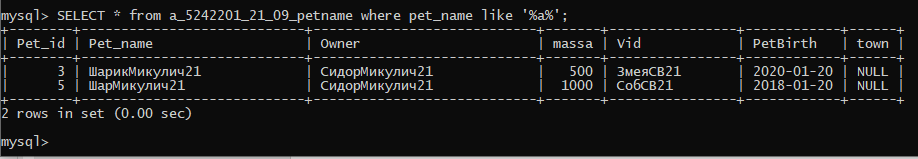 mysql> SELECT * from a_5242201_21_09_petname where pet_name like '%a%';
+--------+----------------+----------------+-------+----------+------------+------+
| Pet_id | Pet_name | Owner | massa | Vid | PetBirth | town |
+--------+----------------+----------------+-------+----------+------------+------+
| 3 | ШарикМикулич21 | СидорМикулич21 | 500 | ЗмеяСВ21 | 2020-01-20 | NULL |
| 5 | ШарМикулич21 | СидорМикулич21 | 1000 | СобСВ21 | 2018-01-20 | NULL |
+--------+----------------+----------------+-------+----------+------------+------+
2 rows in set (0.00 sec)
mysql>